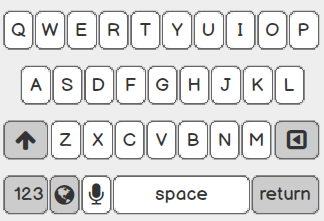 Q W E R T Y U I O P
A S D F G H J K L
Z X C V B N M
123 space return